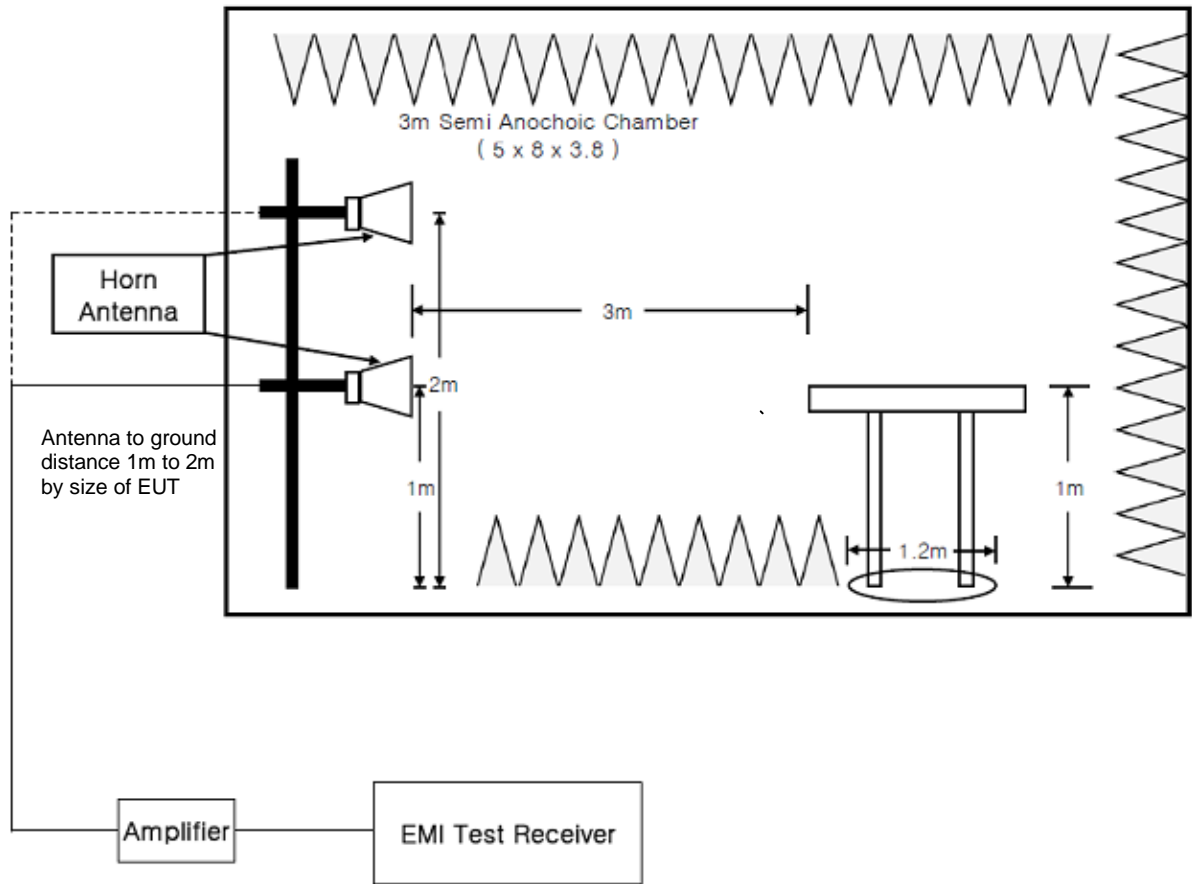 3m Semi Anochoic Chamber
( 5 x 8 x 3.8 )
Horn
Antenna
3m
2m
Antenna to ground
distance 1m to 2m
by size of EUT
1m
1m
1.2m
Amplifier
EMI Test Receiver